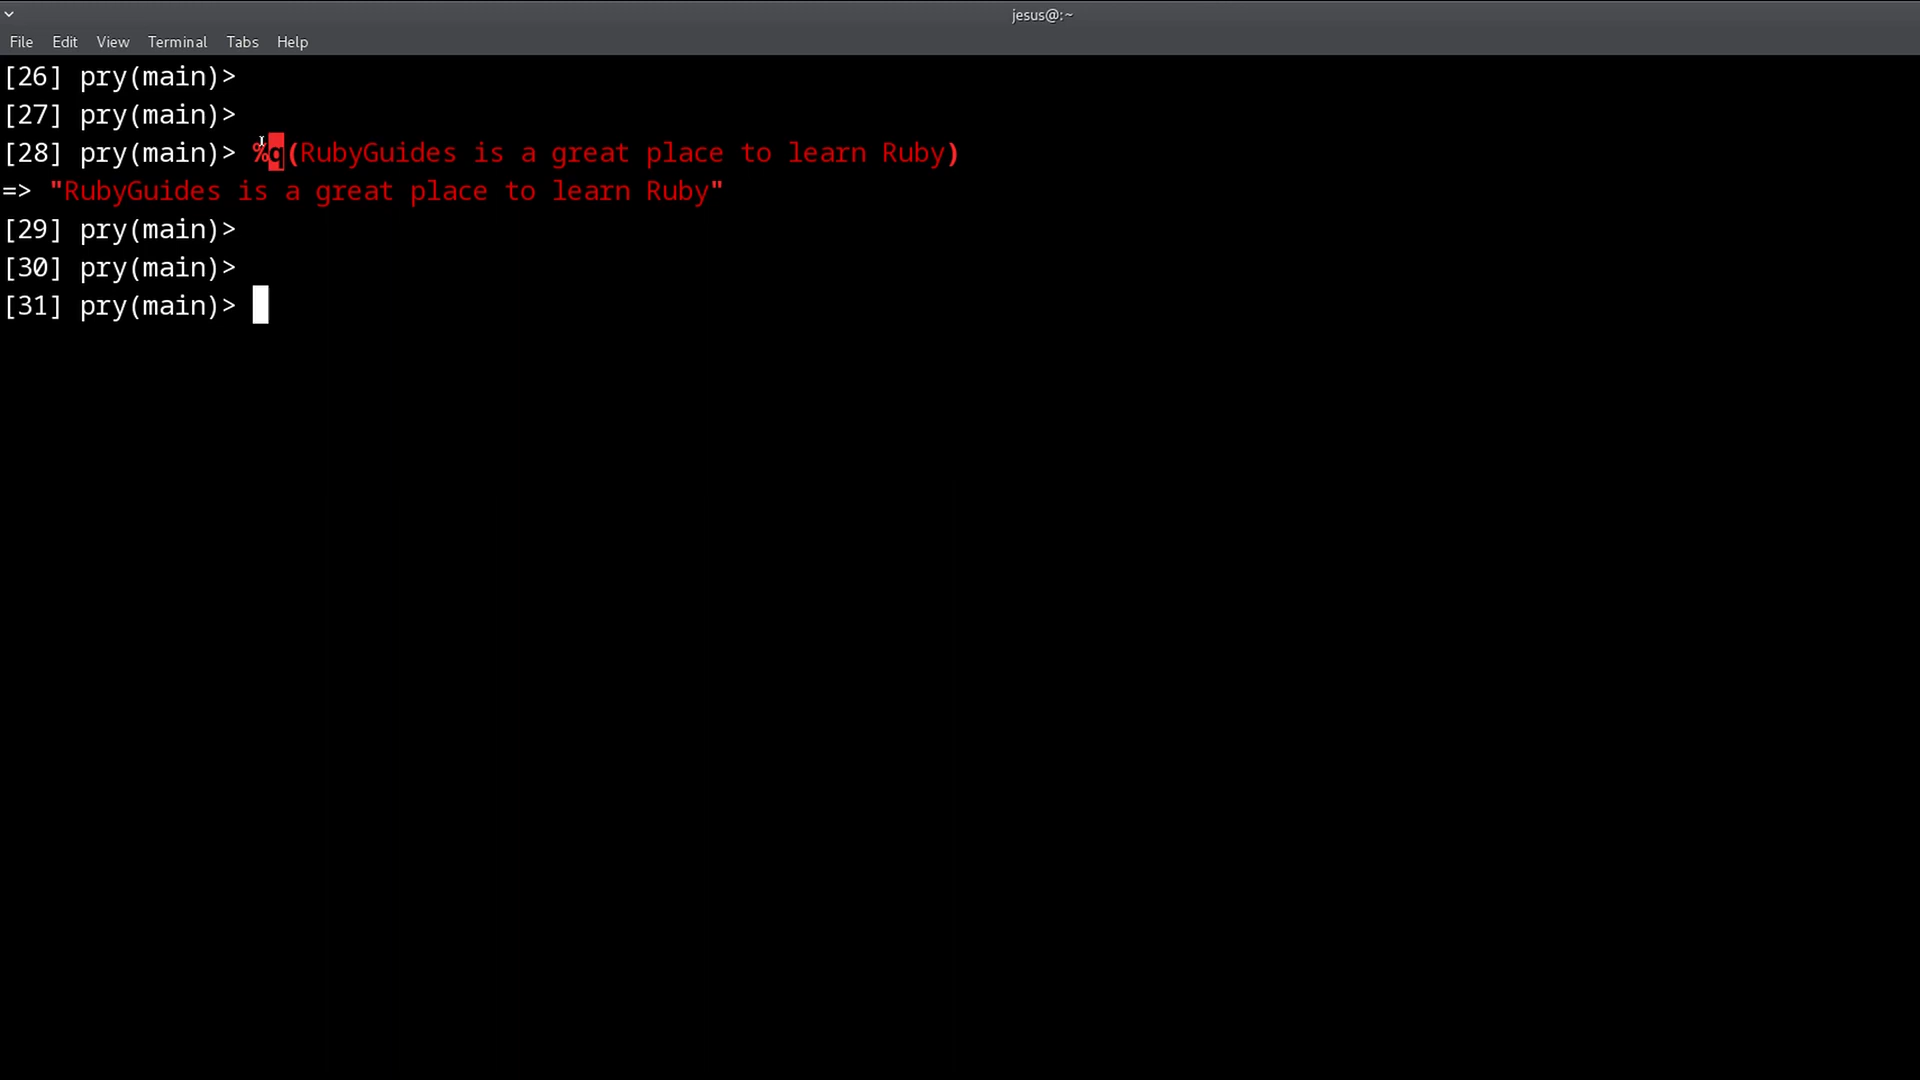 jesus@:~
File Edit View Terminal Tabs Help
[26] pry(main)>
[27] pry(main)>
[28] pry(main)> %q(RubyGuides is a great place to learn Ruby)
=> "RubyGuides is a great place to learn Ruby"
[29] pry(main)>
[30] pry(main)>
[31] pry(main)>